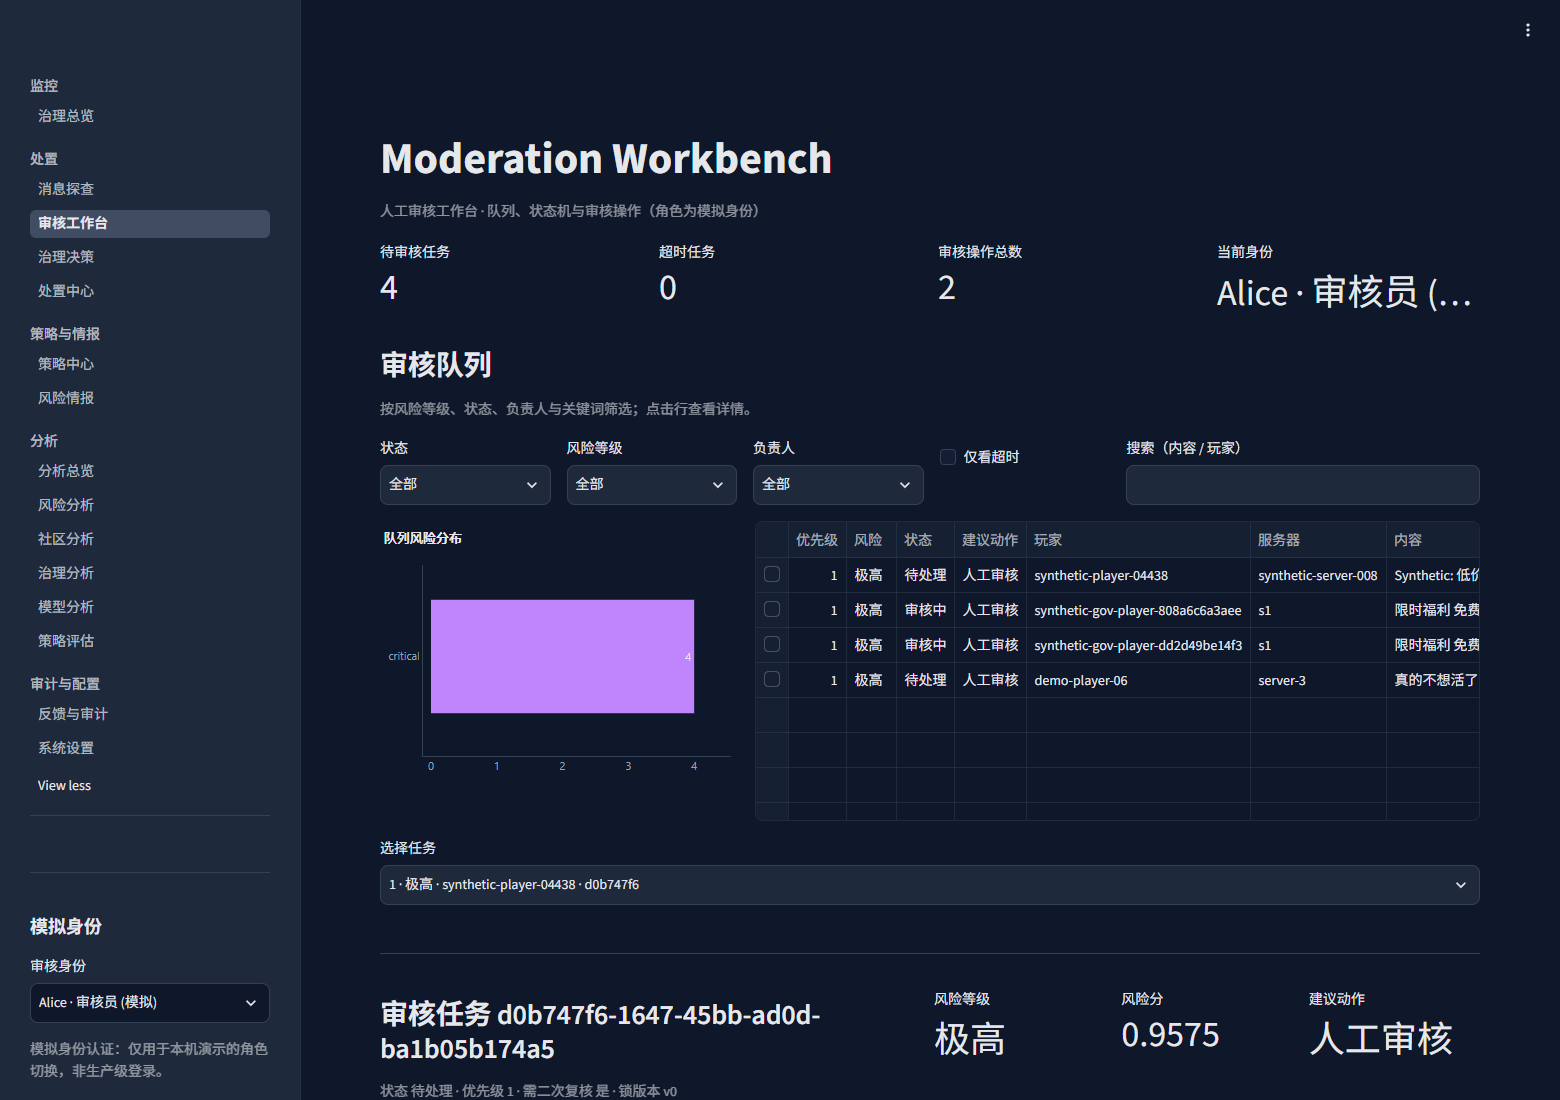 监控
治理总览
处置
消息探查
审核工作台
治理决策
处置中心
策略与情报
策略中心
风险情报
分析
分析总览
风险分析
社区分析
治理分析
模型分析
策略评估
审计与配置
反馈与审计
系统设置
View less
模拟身份
审核身份
Alice · 审核员 (模拟)
模拟身份认证：仅用于本机演示的角色
切换，非生产级登录。
Moderation Workbench
人工审核工作台 · 队列、状态机与审核操作（角色为模拟身份）
待审核任务
4
超时任务
0
审核操作总数
2
当前身份
Alice · 审核员 (…
审核队列
按风险等级、状态、负责人与关键词筛选；点击行查看详情。
状态
全部
风险等级
全部
负责人
全部
仅看超时
搜索（内容 / 玩家）
队列风险分布
critical
4
0 1 2 3 4
优先级 风险 状态 建议动作 玩家 服务器 内容
1 极高 待处理 人工审核 synthetic-player-04438 synthetic-server-008 Synthetic: 低价
1 极高 审核中 人工审核 synthetic-gov-player-808a6c6a3aee s1 限时福利 免费
1 极高 审核中 人工审核 synthetic-gov-player-dd2d49be14f3 s1 限时福利 免费
1 极高 待处理 人工审核 demo-player-06 server-3 真的不想活了
选择任务
1 · 极高 · synthetic-player-04438 · d0b747f6
审核任务 d0b747f6-1647-45bb-ad0d-
ba1b05b174a5
状态 待处理 · 优先级 1 · 需二次复核 是 · 锁版本 v0
风险等级
极高
风险分
0.9575
建议动作
人工审核